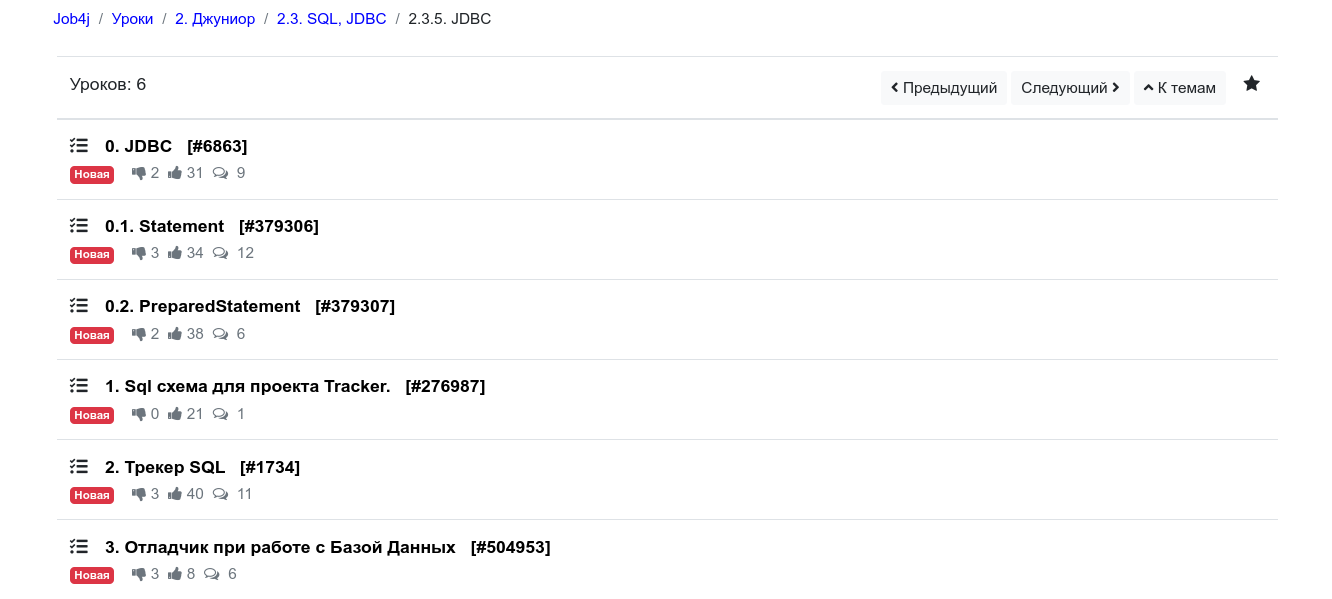 Job4j / Уроки / 2. Джуниор / 2.3. SQL, JDBC / 2.3.5. JDBC
Уроков: 6 Предыдущий Следующий К темам
0. JDBC [#6863]
Новая 2 31 9
0.1. Statement [#379306]
Новая 3 34 12
0.2. PreparedStatement [#379307]
Новая 2 38 6
1. Sql схема для проекта Tracker. [#276987]
Новая 0 21 1
2. Трекер SQL [#1734]
Новая 3 40 11
3. Отладчик при работе с Базой Данных [#504953]
Новая 3 8 6